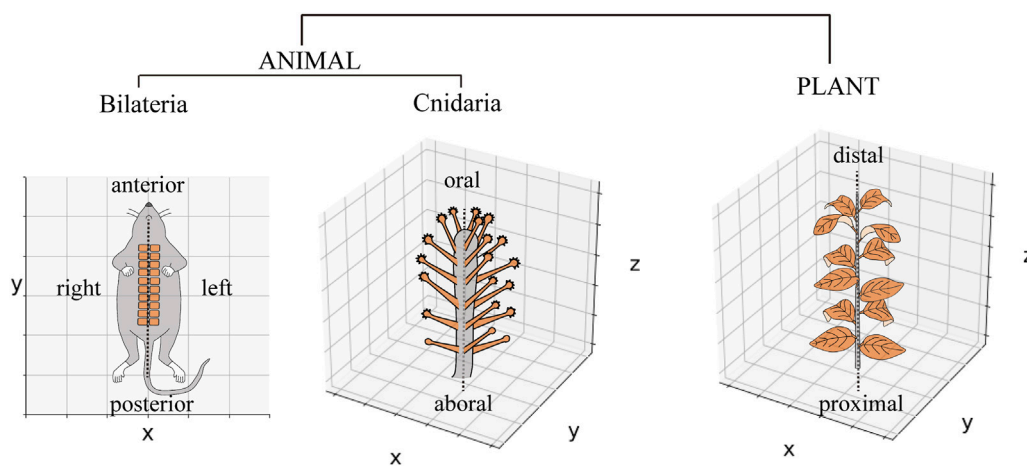 ANIMAL
PLANT
Bilateria
Cnidaria
anterior
right
left
posterior
y
x
oral
aboral
z
y
x
distal
proximal
z
y
x